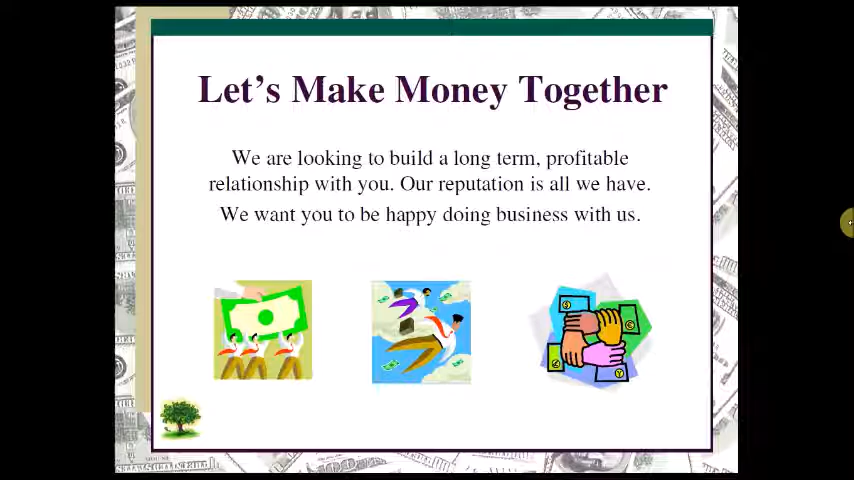 Let's Make Money Together
We are looking to build a long term, profitable
relationship with you. Our reputation is all we have.
We want you to be happy doing business with us.